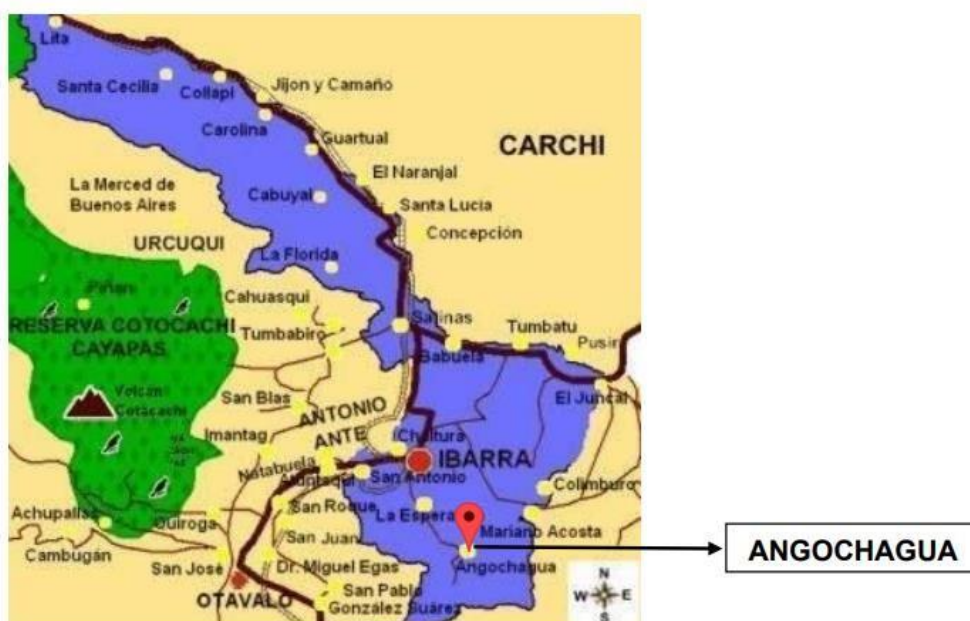 Lita
Santa Cecilia
Collapi
Jijon y Camaño
Carolina
Guartual
CARCHI
El Naranjal
La Merced de
Buenos Aires
Cabuyal
Santa Lucia
Concepción
URCUQUI
La Florida
Piñan
Cahuasqui
RESERVA COTOCACHI
CAYAPAS
Tumbabiro
Salinas
Tumbatu
Babuela
Pusir
Volcan
Cotacachi
San Blas
El Juncal
ANTONIO
ANTE
Imantag
Chaltura
Natabuela
IBARRA
Atuntaqui
San Antonio
Colimburo
Achupallas
Quiroga
San Roque
La Espera
Mariano Acosta
Cambugán
San Juan
San José
Dr. Miguel Egas
Angochagua
ANGOCHAGUA
OTAVALO
San Pablo
González Suárez
N
W E
S